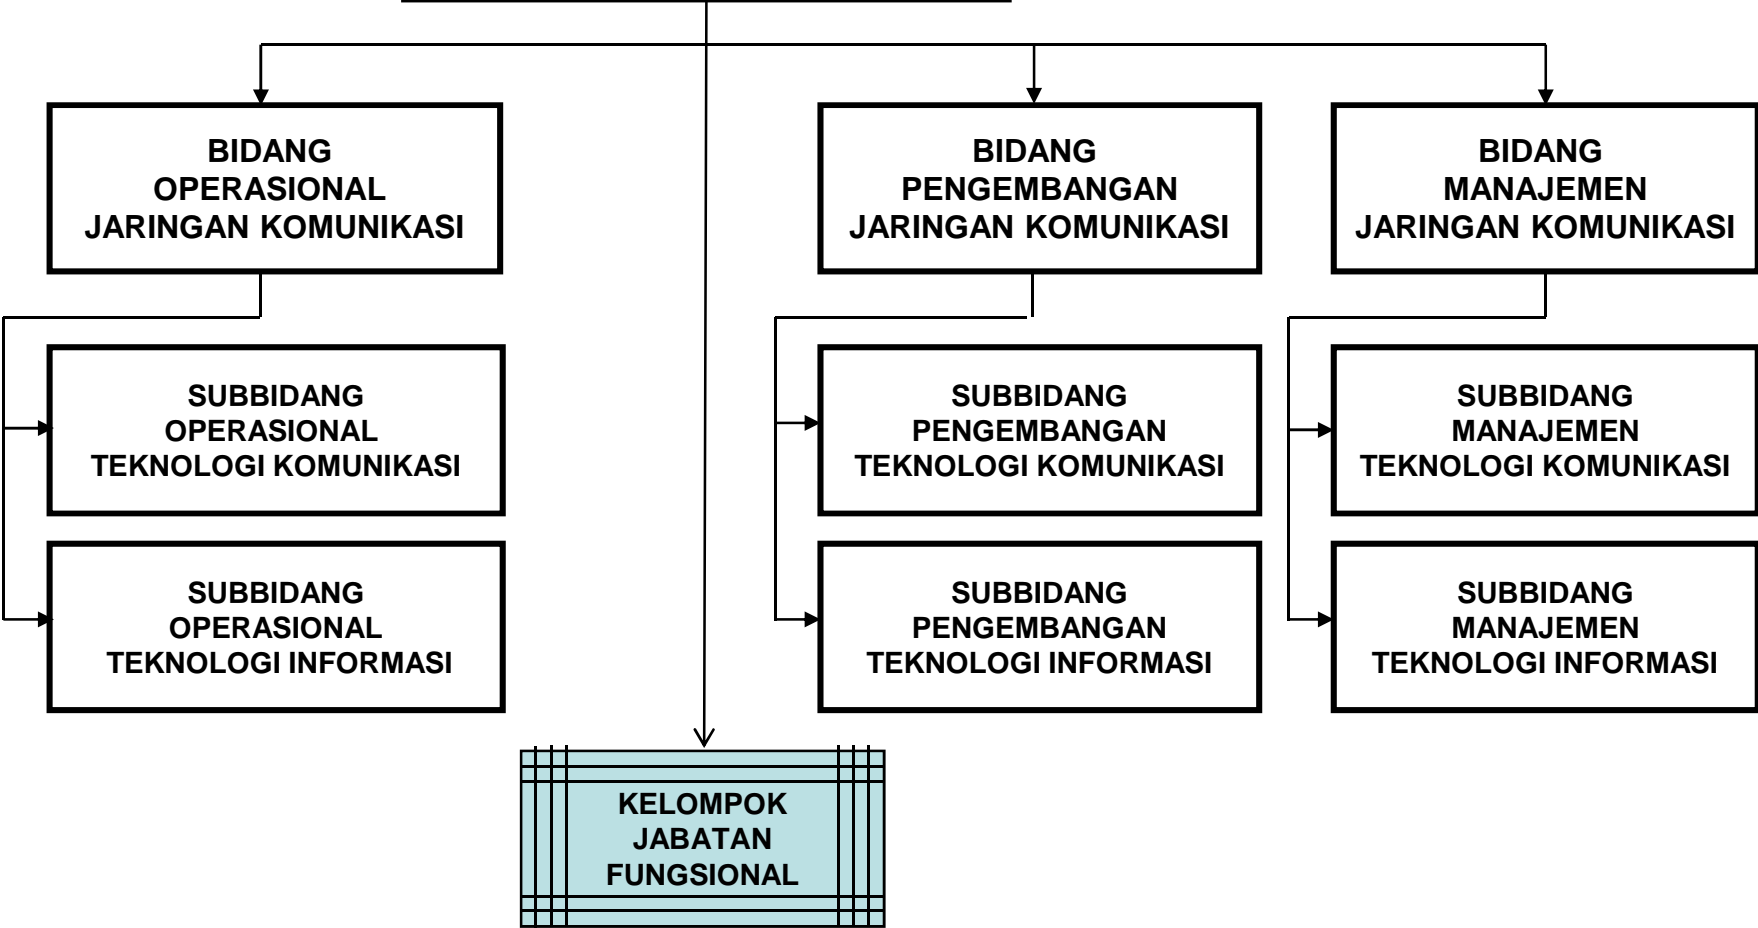 BIDANG
OPERASIONAL
JARINGAN KOMUNIKASI
BIDANG
PENGEMBANGAN
JARINGAN KOMUNIKASI
BIDANG
MANAJEMEN
JARINGAN KOMUNIKASI
SUBBIDANG
OPERASIONAL
TEKNOLOGI KOMUNIKASI
SUBBIDANG
PENGEMBANGAN
TEKNOLOGI KOMUNIKASI
SUBBIDANG
MANAJEMEN
TEKNOLOGI KOMUNIKASI
SUBBIDANG
OPERASIONAL
TEKNOLOGI INFORMASI
SUBBIDANG
PENGEMBANGAN
TEKNOLOGI INFORMASI
SUBBIDANG
MANAJEMEN
TEKNOLOGI INFORMASI
KELOMPOK
JABATAN
FUNGSIONAL